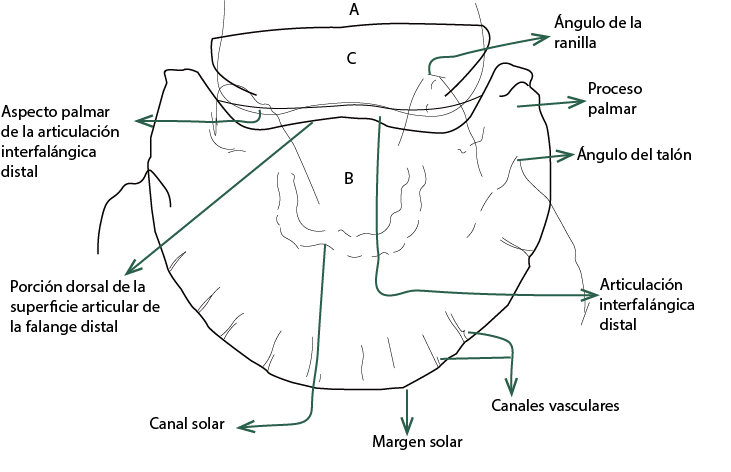 A
Ángulo de la
ranilla
C
Proceso
palmar
Aspecto palmar
de la articulación
interfalángica
distal
Ángulo del talón
B
Porción dorsal de la
superficie articular de
la falange distal
Articulación
interfalángica
distal
Canales vasculares
Canal solar
Margen solar